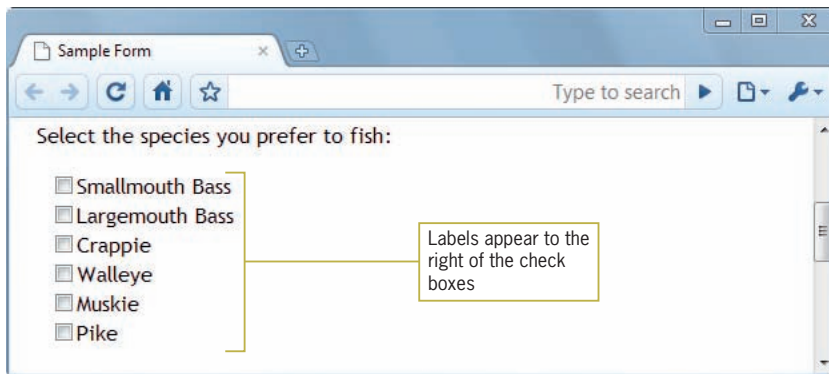 Sample Form
Type to search
Select the species you prefer to fish:
Smallmouth Bass
Largemouth Bass
Crappie
Walleye
Muskie
Pike
Labels appear to the
right of the check
boxes